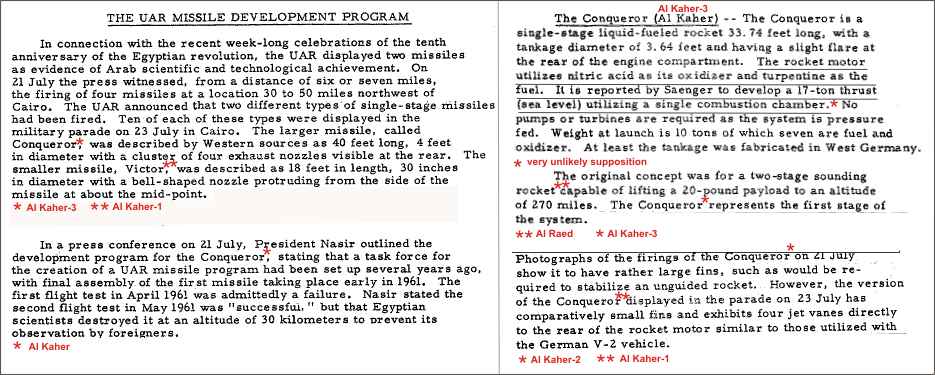 THE UAR MISSILE DEVELOPMENT PROGRAM
In connection with the recent week-long celebrations of the tenth
anniversary of the Egyptian revolution, the UAR displayed two missiles
as evidence of Arab scientific and technological achievement. On
21 July the press witnessed, from a distance of six or seven miles,
the firing of four missiles at a location 30 to 50 miles northwest of
Cairo. The UAR announced that two different types of single-stage missiles
had been fired. Ten of each of these types were displayed in the
military parade on 23 July in Cairo. The larger missile, called
Conqueror,* was described by Western sources as 40 feet long, 4 feet
in diameter with a cluster of four exhaust nozzles visible at the rear. The
smaller missile, Victor,** was described as 18 feet in length, 30 inches
in diameter with a bell-shaped nozzle protruding from the side of the
missile at about the mid-point.
* Al Kaher-3 ** Al Kaher-1
In a press conference on 21 July, President Nasir outlined the
development program for the Conqueror,* stating that a task force for
the creation of a UAR missile program had been set up several years ago,
with final assembly of the first missile taking place early in 1961. The
first flight test in April 1961 was admittedly a failure. Nasir stated the
second flight test in May 1961 was "successful," but that Egyptian
scientists destroyed it at an altitude of 30 kilometers to prevent its
observation by foreigners.
* Al Kaher
Al Kaher-3
The Conqueror (Al Kaher) -- The Conqueror is a
single-stage liquid-fueled rocket 33.74 feet long, with a
tankage diameter of 3.64 feet and having a slight flare at
the rear of the engine compartment. The rocket motor
utilizes nitric acid as its oxidizer and turpentine as the
fuel. It is reported by Saenger to develop a 17-ton thrust
(sea level) utilizing a single combustion chamber.* No
pumps or turbines are required as the system is pressure
fed. Weight at launch is 10 tons of which seven are fuel and
oxidizer. At least the tankage was fabricated in West Germany.
* very unlikely supposition
The original concept was for a two-stage sounding
rocket** capable of lifting a 20-pound payload to an altitude
of 270 miles. The Conqueror* represents the first stage of
the system.
** Al Raed * Al Kaher-3
*
Photographs of the firings of the Conqueror on 21 July
show it to have rather large fins, such as would be re-
quired to stabilize an unguided rocket. However, the version
of the Conqueror** displayed in the parade on 23 July has
comparatively small fins and exhibits four jet vanes directly
to the rear of the rocket motor similar to those utilized with
the German V-2 vehicle.
* Al Kaher-2 ** Al Kaher-1